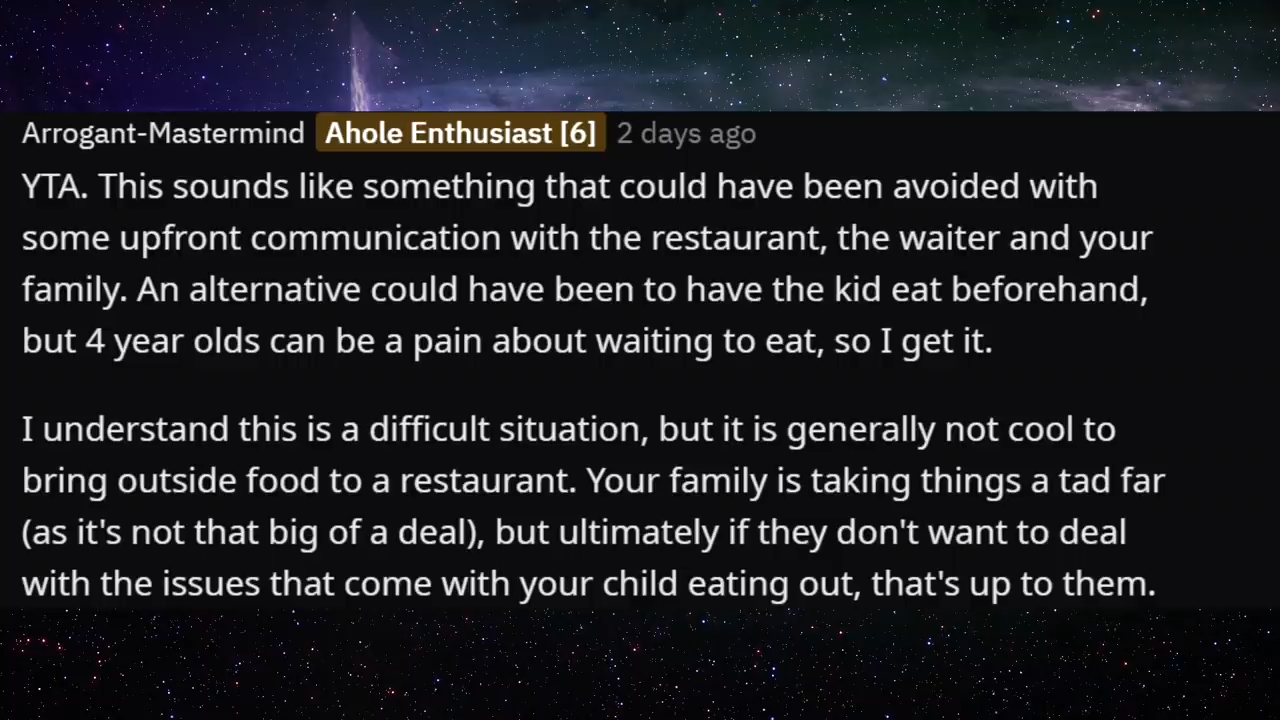 Arrogant-Mastermind Ahole Enthusiast [6] 2 days ago
YTA. This sounds like something that could have been avoided with
some upfront communication with the restaurant, the waiter and your
family. An alternative could have been to have the kid eat beforehand,
but 4 year olds can be a pain about waiting to eat, so I get it.
I understand this is a difficult situation, but it is generally not cool to
bring outside food to a restaurant. Your family is taking things a tad far
(as it's not that big of a deal), but ultimately if they don't want to deal
with the issues that come with your child eating out, that's up to them.